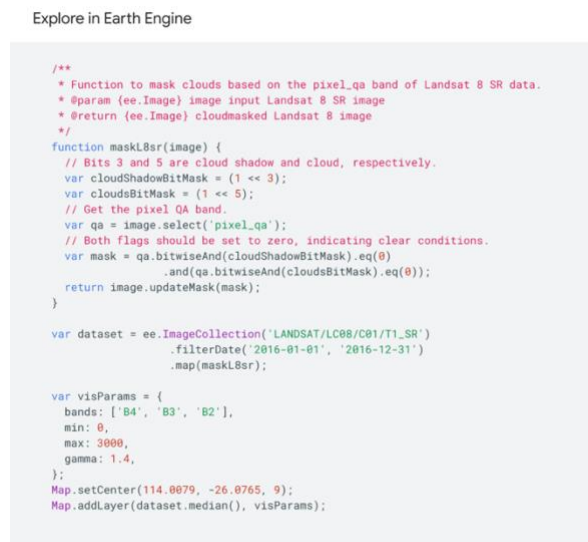 Explore in Earth Engine
/**
 * Function to mask clouds based on the pixel_qa band of Landsat 8 SR data.
 * @param {ee.Image} image input Landsat 8 SR image
 * @return {ee.Image} cloudmasked Landsat 8 image
 */
function maskL8sr(image) {
  // Bits 3 and 5 are cloud shadow and cloud, respectively.
  var cloudShadowBitMask = (1 << 3);
  var cloudsBitMask = (1 << 5);
  // Get the pixel QA band.
  var qa = image.select('pixel_qa');
  // Both flags should be set to zero, indicating clear conditions.
  var mask = qa.bitwiseAnd(cloudShadowBitMask).eq(0)
                 .and(qa.bitwiseAnd(cloudsBitMask).eq(0));
  return image.updateMask(mask);
}
var dataset = ee.ImageCollection('LANDSAT/LC08/C01/T1_SR')
                  .filterDate('2016-01-01', '2016-12-31')
                  .map(maskL8sr);
var visParams = {
  bands: ['B4', 'B3', 'B2'],
  min: 0,
  max: 3000,
  gamma: 1.4,
};
Map.setCenter(114.0079, -26.0765, 9);
Map.addLayer(dataset.median(), visParams);